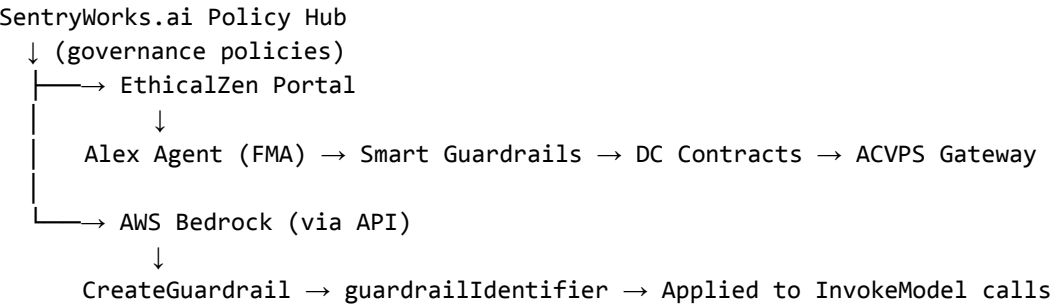 SentryWorks.ai Policy Hub
  ↓ (governance policies)
  ├──→ EthicalZen Portal
  │        ↓
  │    Alex Agent (FMA) → Smart Guardrails → DC Contracts → ACVPS Gateway
  │
  └──→ AWS Bedrock (via API)
           ↓
       CreateGuardrail → guardrailIdentifier → Applied to InvokeModel calls